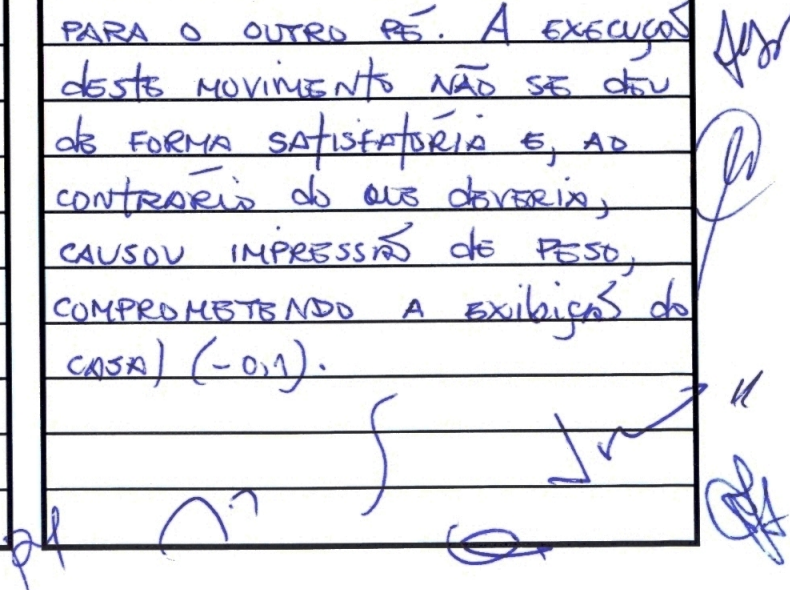 PARA O OUTRO PÉ. A EXECUÇÃO
DESTE MOVIMENTO NÃO SE DEU
DE FORMA SATISFATÓRIA E, AO
CONTRÁRIO DO QUE DEVERIA,
CAUSOU IMPRESSÃO DE PESO,
COMPROMETENDO A EXIBIÇÃO DO
CASAL) (-0,1).